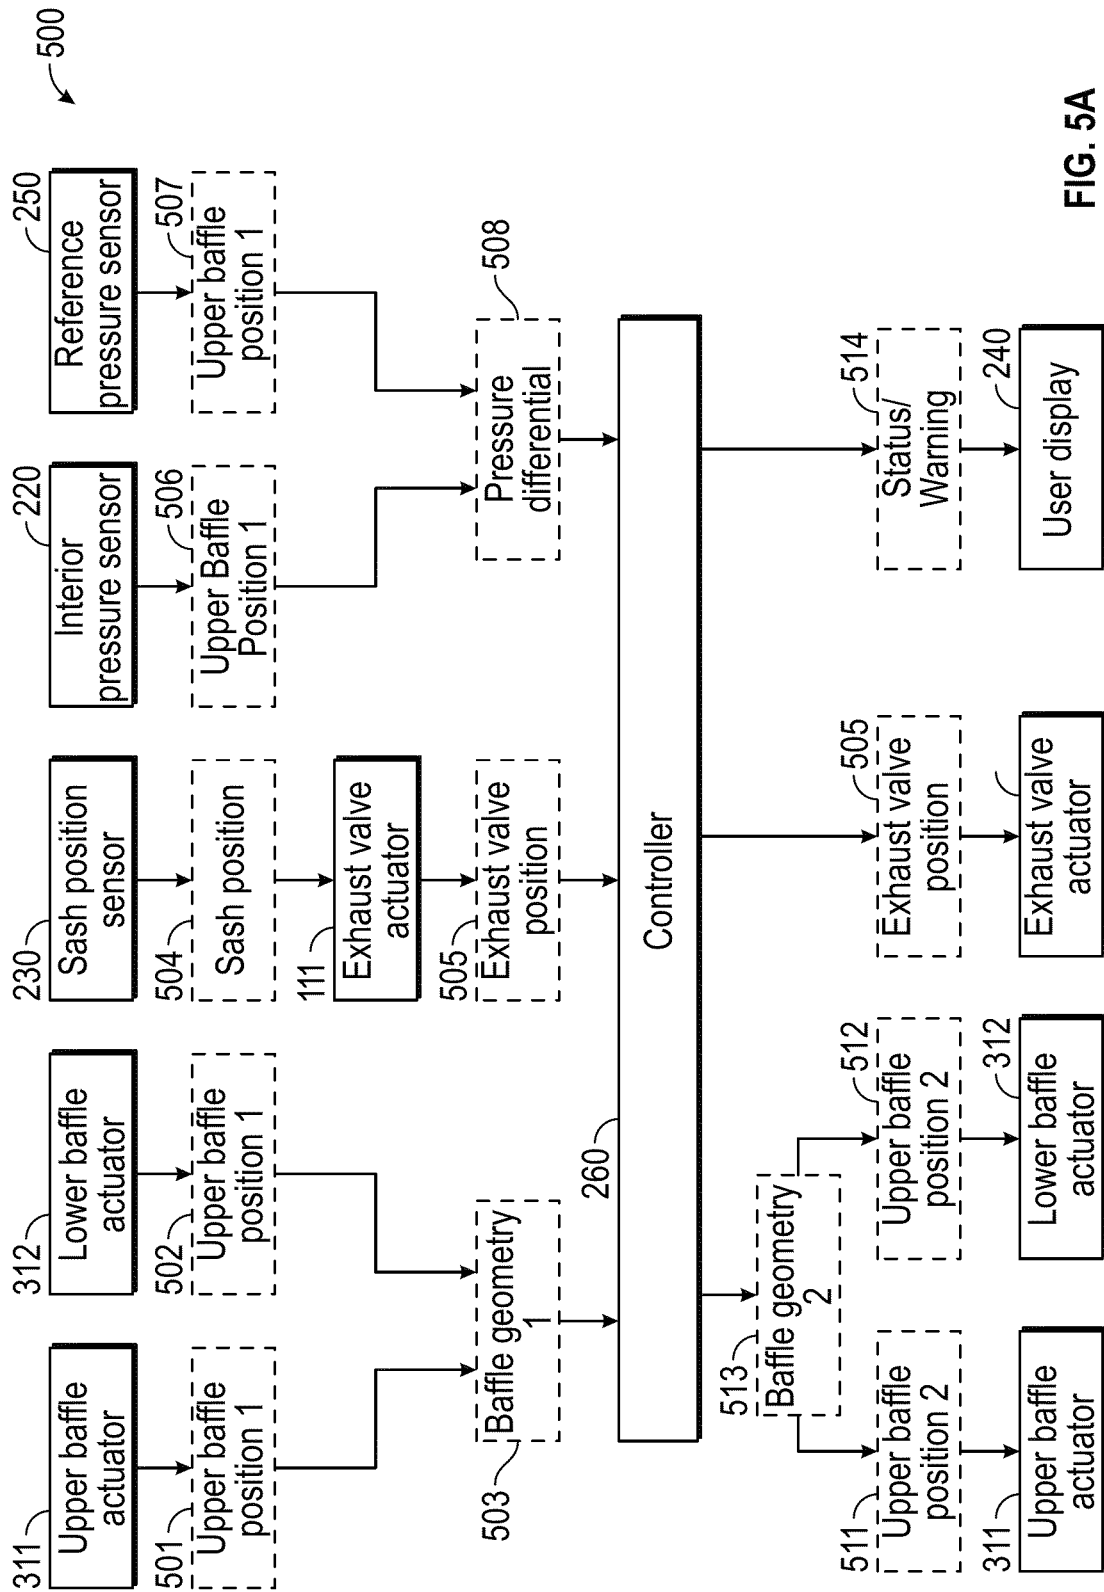 500
311
312
230
220
250
Upper baffle
actuator
Lower baffle
actuator
Sash position
sensor
Interior
pressure sensor
Reference
pressure sensor
501
502
504
506
507
Upper baffle
position 1
Upper baffle
position 1
Sash position
Upper Baffle
Position 1
Upper baffle
position 1
111
Exhaust valve
actuator
503
505
508
Baffle geometry
1
Exhaust valve
position
Pressure
differential
260
Controller
513
Baffle geometry
2
511
512
505
514
Upper baffle
position 2
Upper baffle
position 2
Exhaust valve
position
Status/
Warning
311
312
240
Upper baffle
actuator
Lower baffle
actuator
Exhaust valve
actuator
User display
FIG. 5A